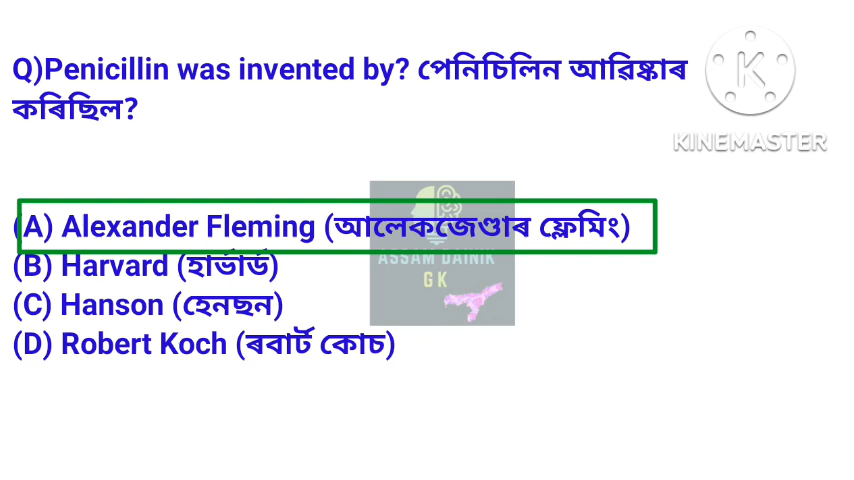 Q)Penicillin was invented by? পেনিচিলিন আৱিষ্কাৰ
কৰিছিল?
K
KINEMASTER
(A) Alexander Fleming (আলেকজেণ্ডাৰ ফ্লেমিং)
(B) Harvard (হাৰ্ভাৰ্ড)
ASSAM DAINIK
GK
(C) Hanson (হেনছন)
(D) Robert Koch (ৰবাৰ্ট কোচ)